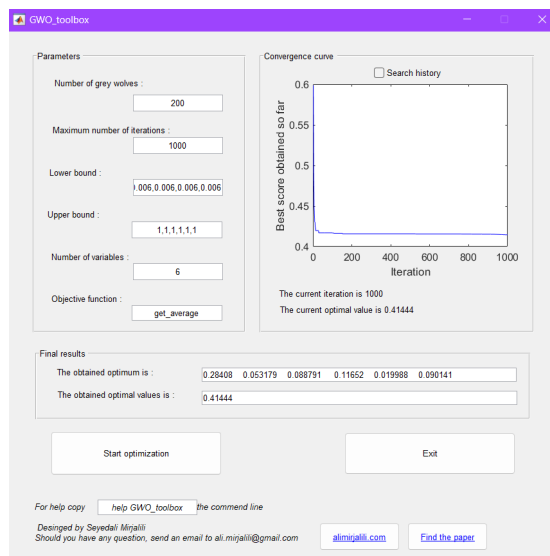 GWO_toolbox
Parameters
Number of grey wolves :
200
Maximum number of iterations :
1000
Lower bound :
0.006,0.006,0.006,0.006
Upper bound :
1,1,1,1,1,1
Number of variables :
6
Objective function :
get_average
Convergence curve
Search history
Best score obtained so far
0.6
0.55
0.5
0.45
0.4
0 200 400 600 800 1000
Iteration
The current iteration is 1000
The current optimal value is 0.41444
Final results
The obtained optimum is :
0.28408 0.053179 0.088791 0.11652 0.019988 0.090141
The obtained optimal values is :
0.41444
Start optimization
Exit
For help copy help GWO_toolbox the commend line
Desinged by Seyedali Mirjalili
Should you have any question, send an email to ali.mirjalili@gmail.com
alimirjalili.com
Find the paper